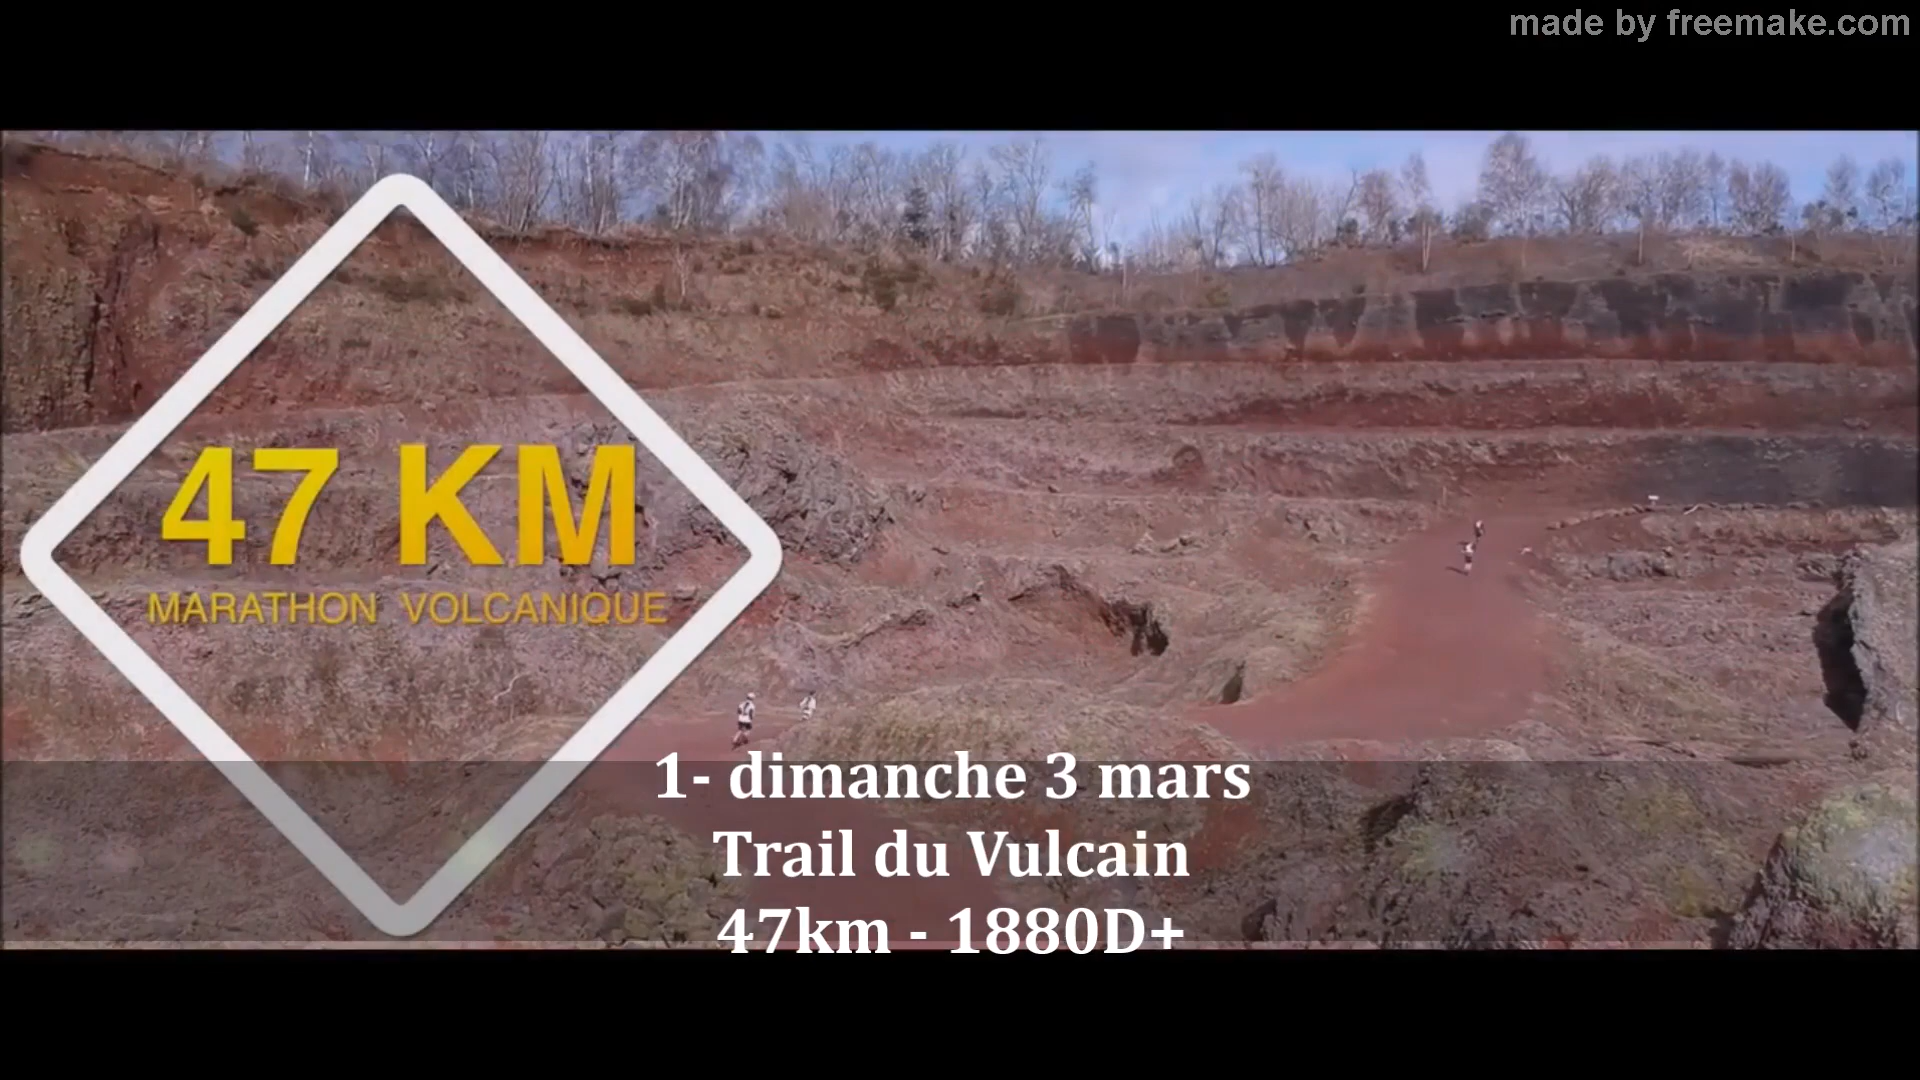 made by freemake.com
47 KM
MARATHON VOLCANIQUE
1- dimanche 3 mars
Trail du Vulcain
47km - 1880D+